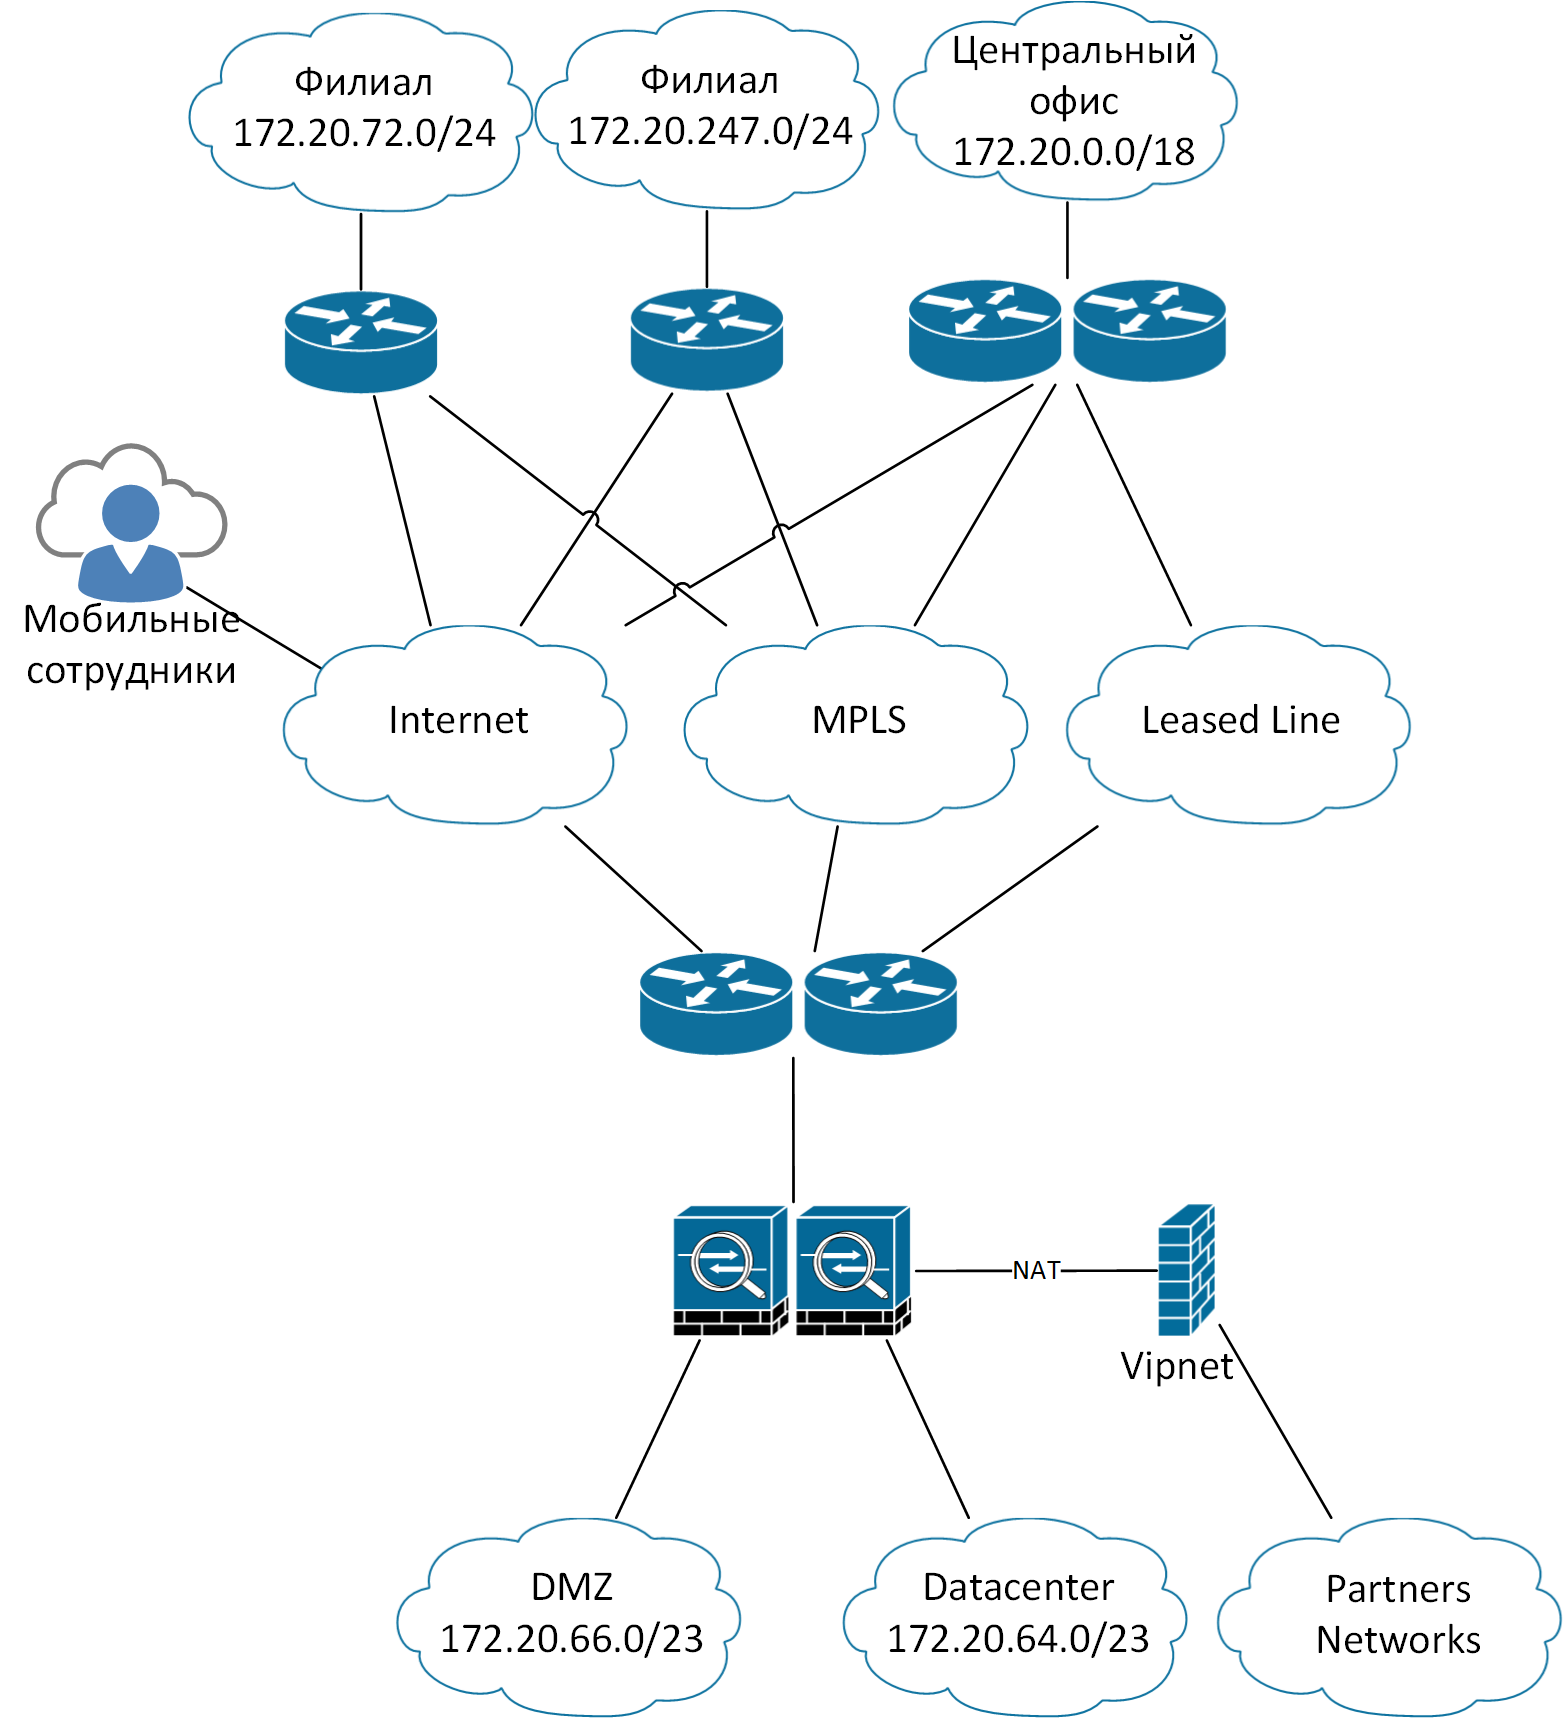 Филиал
172.20.72.0/24
Филиал
172.20.247.0/24
Центральный
офис
172.20.0.0/18
Мобильные
сотрудники
Internet
MPLS
Leased Line
NAT
Vipnet
DMZ
172.20.66.0/23
Datacenter
172.20.64.0/23
Partners
Networks